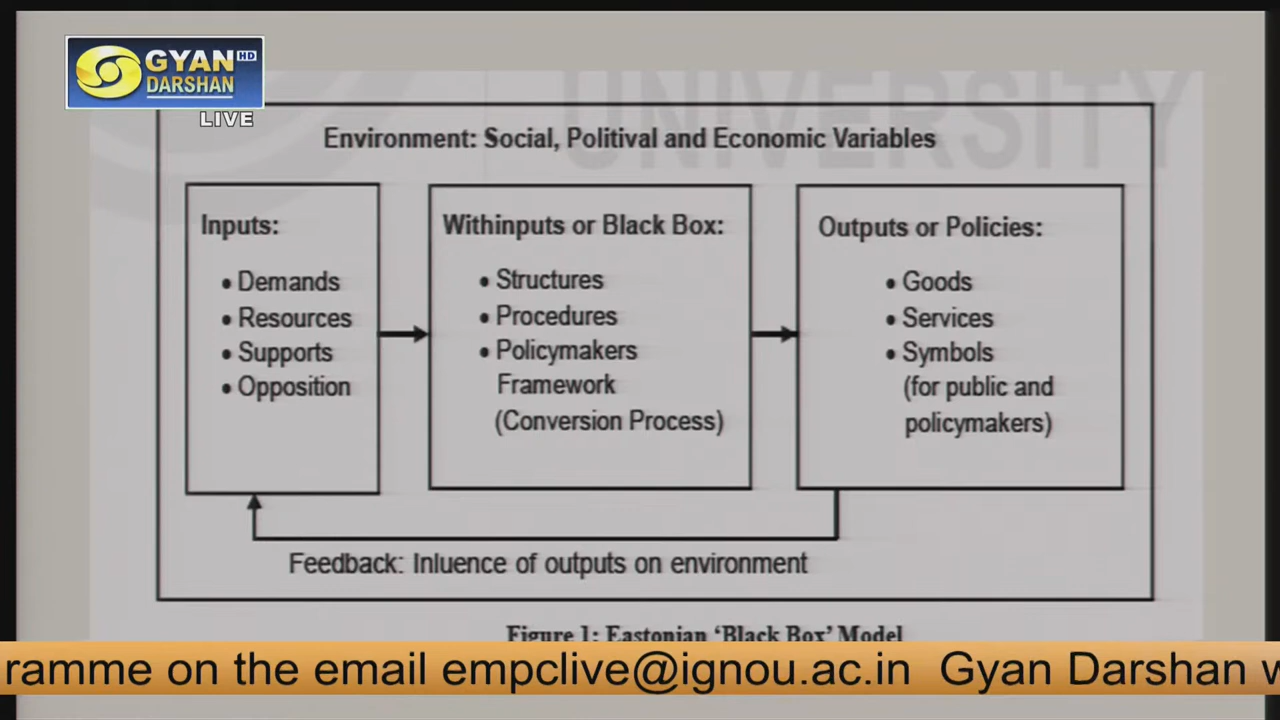 GYAN HD
DARSHAN
LIVE
UNIVERSITY
Environment: Social, Politival and Economic Variables
Inputs:
• Demands
• Resources
• Supports
• Opposition
Withinputs or Black Box:
• Structures
• Procedures
• Policymakers
Framework
(Conversion Process)
Outputs or Policies:
• Goods
• Services
• Symbols
(for public and
policymakers)
Feedback: Inluence of outputs on environment
Figure 1: Eastonian ‘Black Box’ Model
ramme on the email empclive@ignou.ac.in Gyan Darshan w